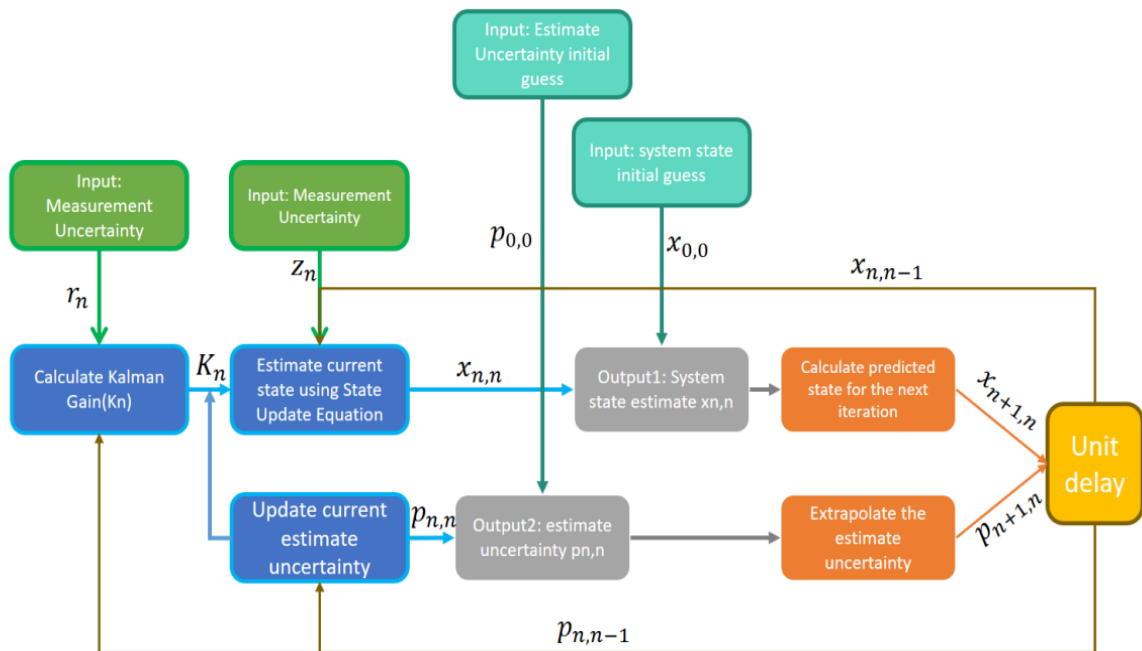 Input: Estimate
Uncertainty initial
guess
Input: system state
initial guess
Input:
Measurement
Uncertainty
Input: Measurement
Uncertainty
p0,0
x0,0
zn
rn
xn,n−1
Calculate Kalman
Gain(Kn)
Kn
Estimate current
state using State
Update Equation
xn,n
Output1: System
state estimate xn,n
Calculate predicted
state for the next
iteration
xn+1,n
Unit
delay
Update current
estimate
uncertainty
pn,n
Output2: estimate
uncertainty pn,n
Extrapolate the
estimate
uncertainty
pn+1,n
pn,n−1